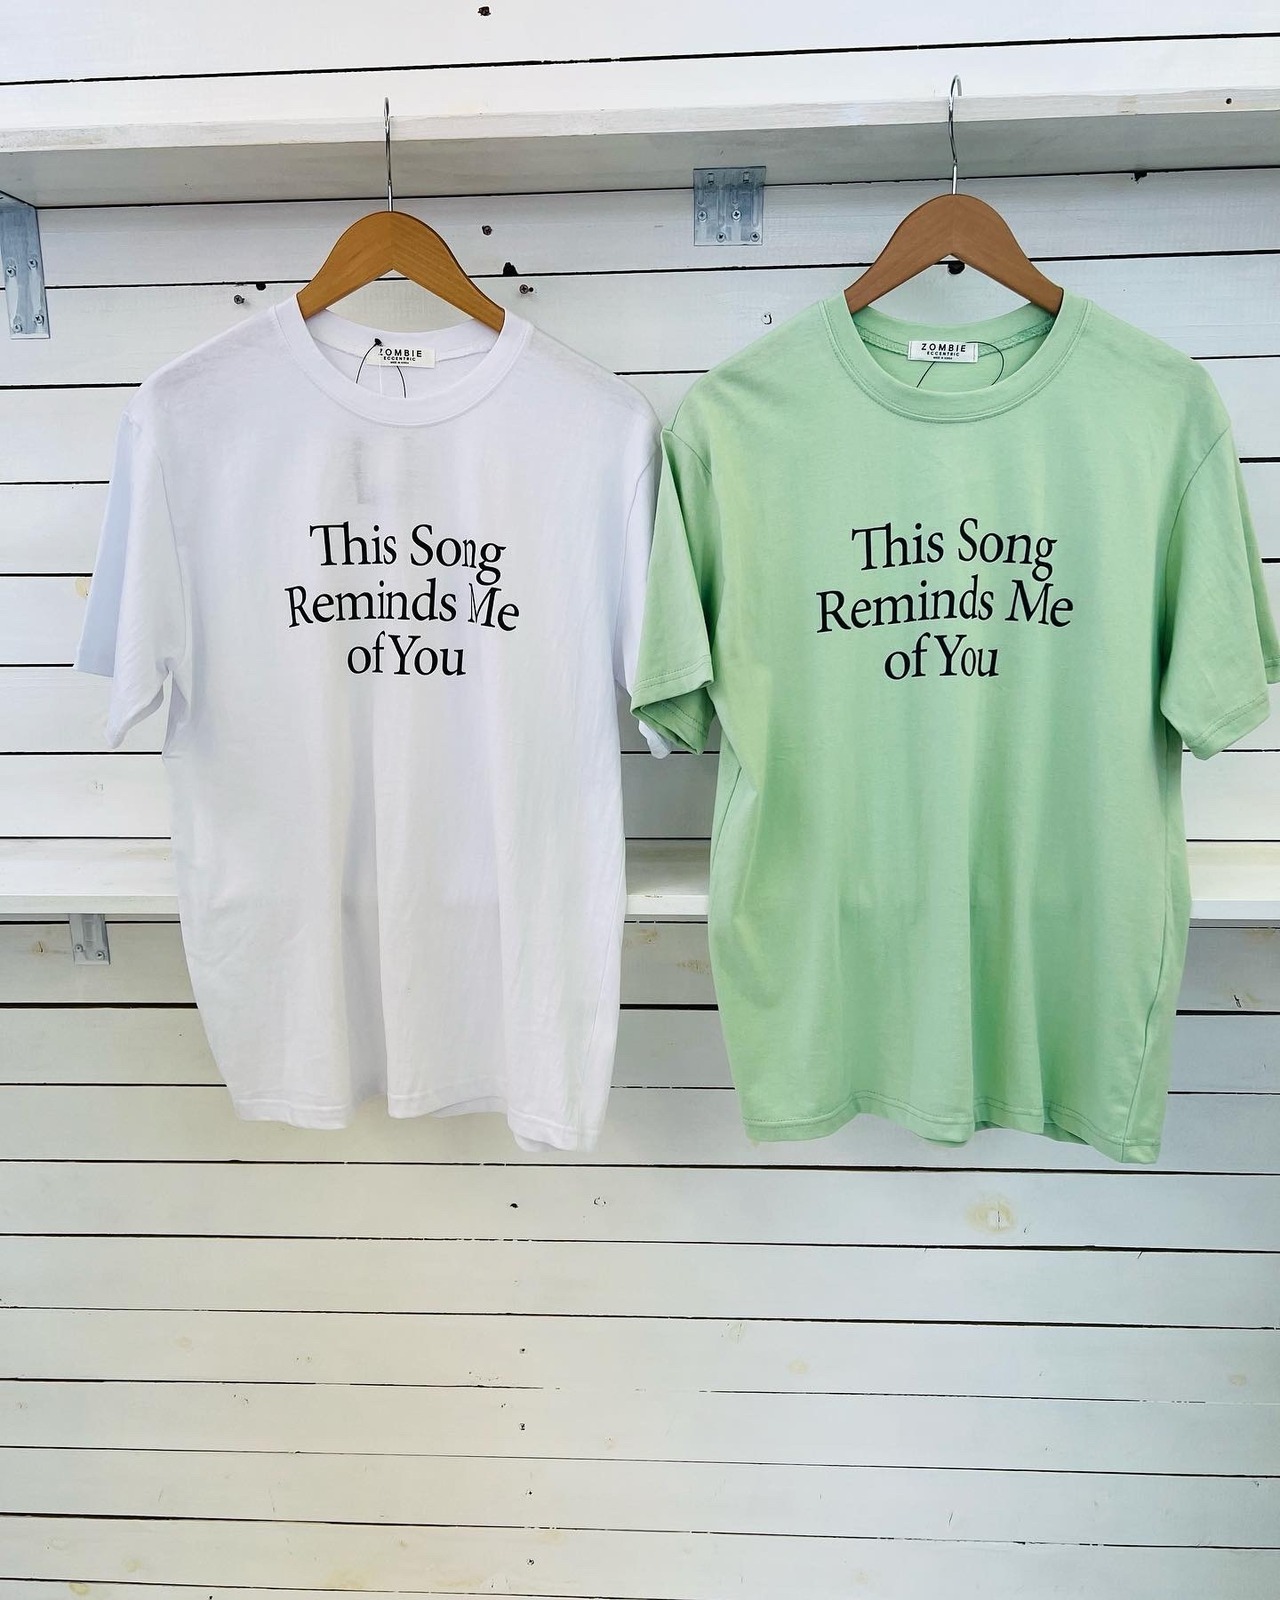 ZOMBIE
ECCENTRIC
This Song
Reminds Me
of You
ZOMBIE
ECCENTRIC
This Song
Reminds Me
of You